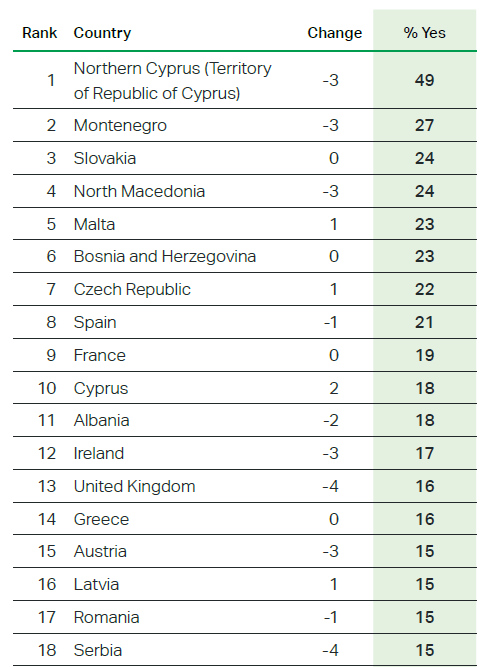 Rank Country Change % Yes
1 Northern Cyprus (Territory
of Republic of Cyprus) -3 49
2 Montenegro -3 27
3 Slovakia 0 24
4 North Macedonia -3 24
5 Malta 1 23
6 Bosnia and Herzegovina 0 23
7 Czech Republic 1 22
8 Spain -1 21
9 France 0 19
10 Cyprus 2 18
11 Albania -2 18
12 Ireland -3 17
13 United Kingdom -4 16
14 Greece 0 16
15 Austria -3 15
16 Latvia 1 15
17 Romania -1 15
18 Serbia -4 15